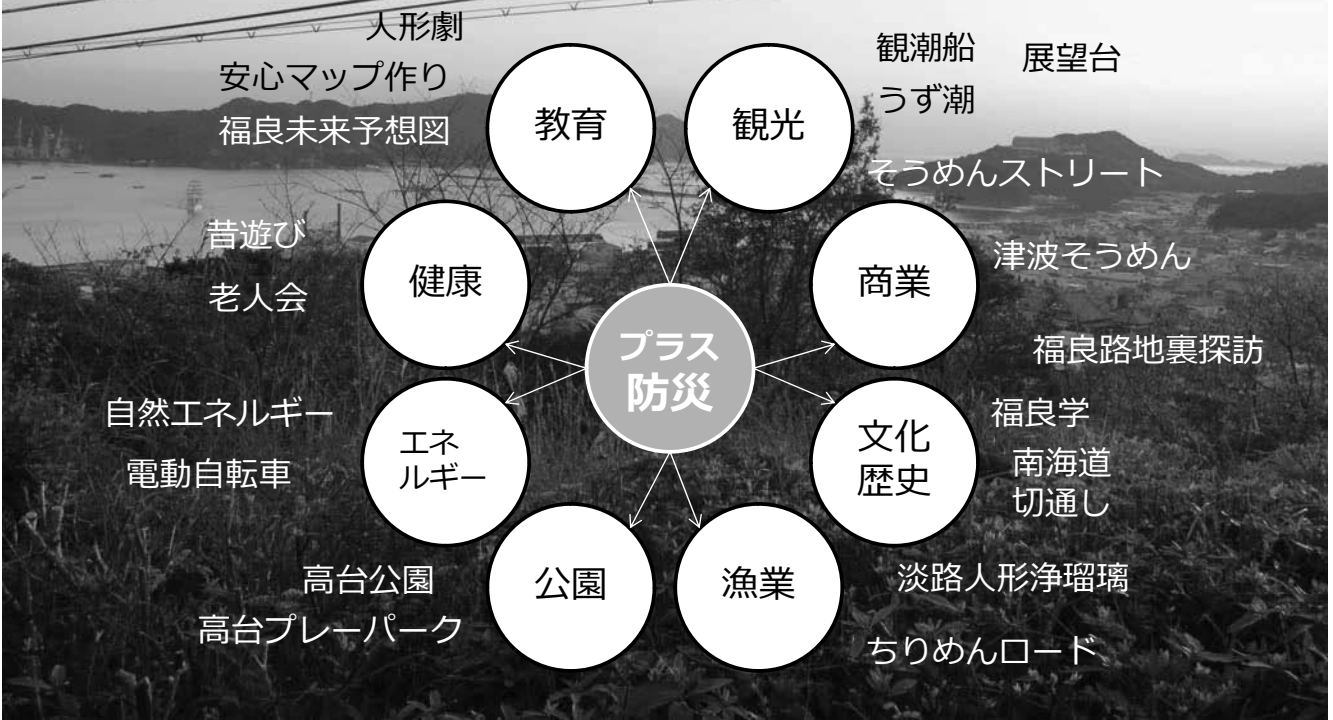 人形劇
安心マップ作り
福良未来予想図
教育
観光
観潮船
うず潮
展望台
そうめんストリート
昔遊び
老人会
健康
商業
津波そうめん
福良路地裏探訪
プラス
防災
自然エネルギー
電動自転車
エネ
ルギー
文化
歴史
福良学
南海道
切通し
高台公園
高台プレーパーク
公園
漁業
淡路人形浄瑠璃
ちりめんロード